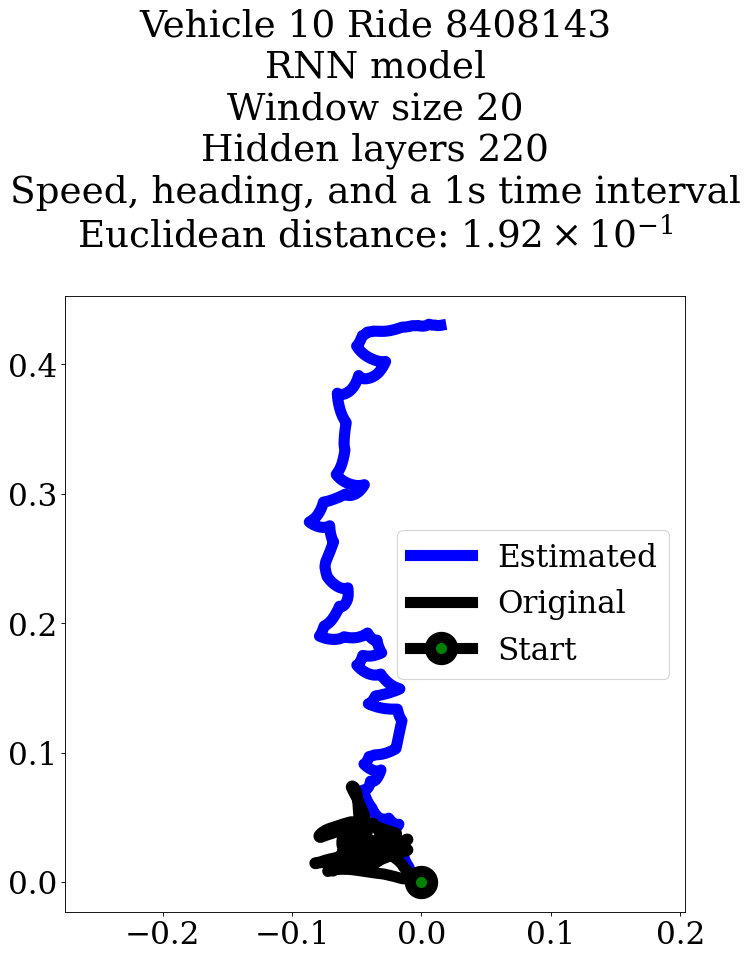 Vehicle 10 Ride 8408143
RNN model
Window size 20
Hidden layers 220
Speed, heading, and a 1s time interval
Euclidean distance: 1.92 × 10⁻¹
0.4
0.3
0.2
0.1
0.0
Estimated
Original
Start
−0.2 −0.1 0.0 0.1 0.2